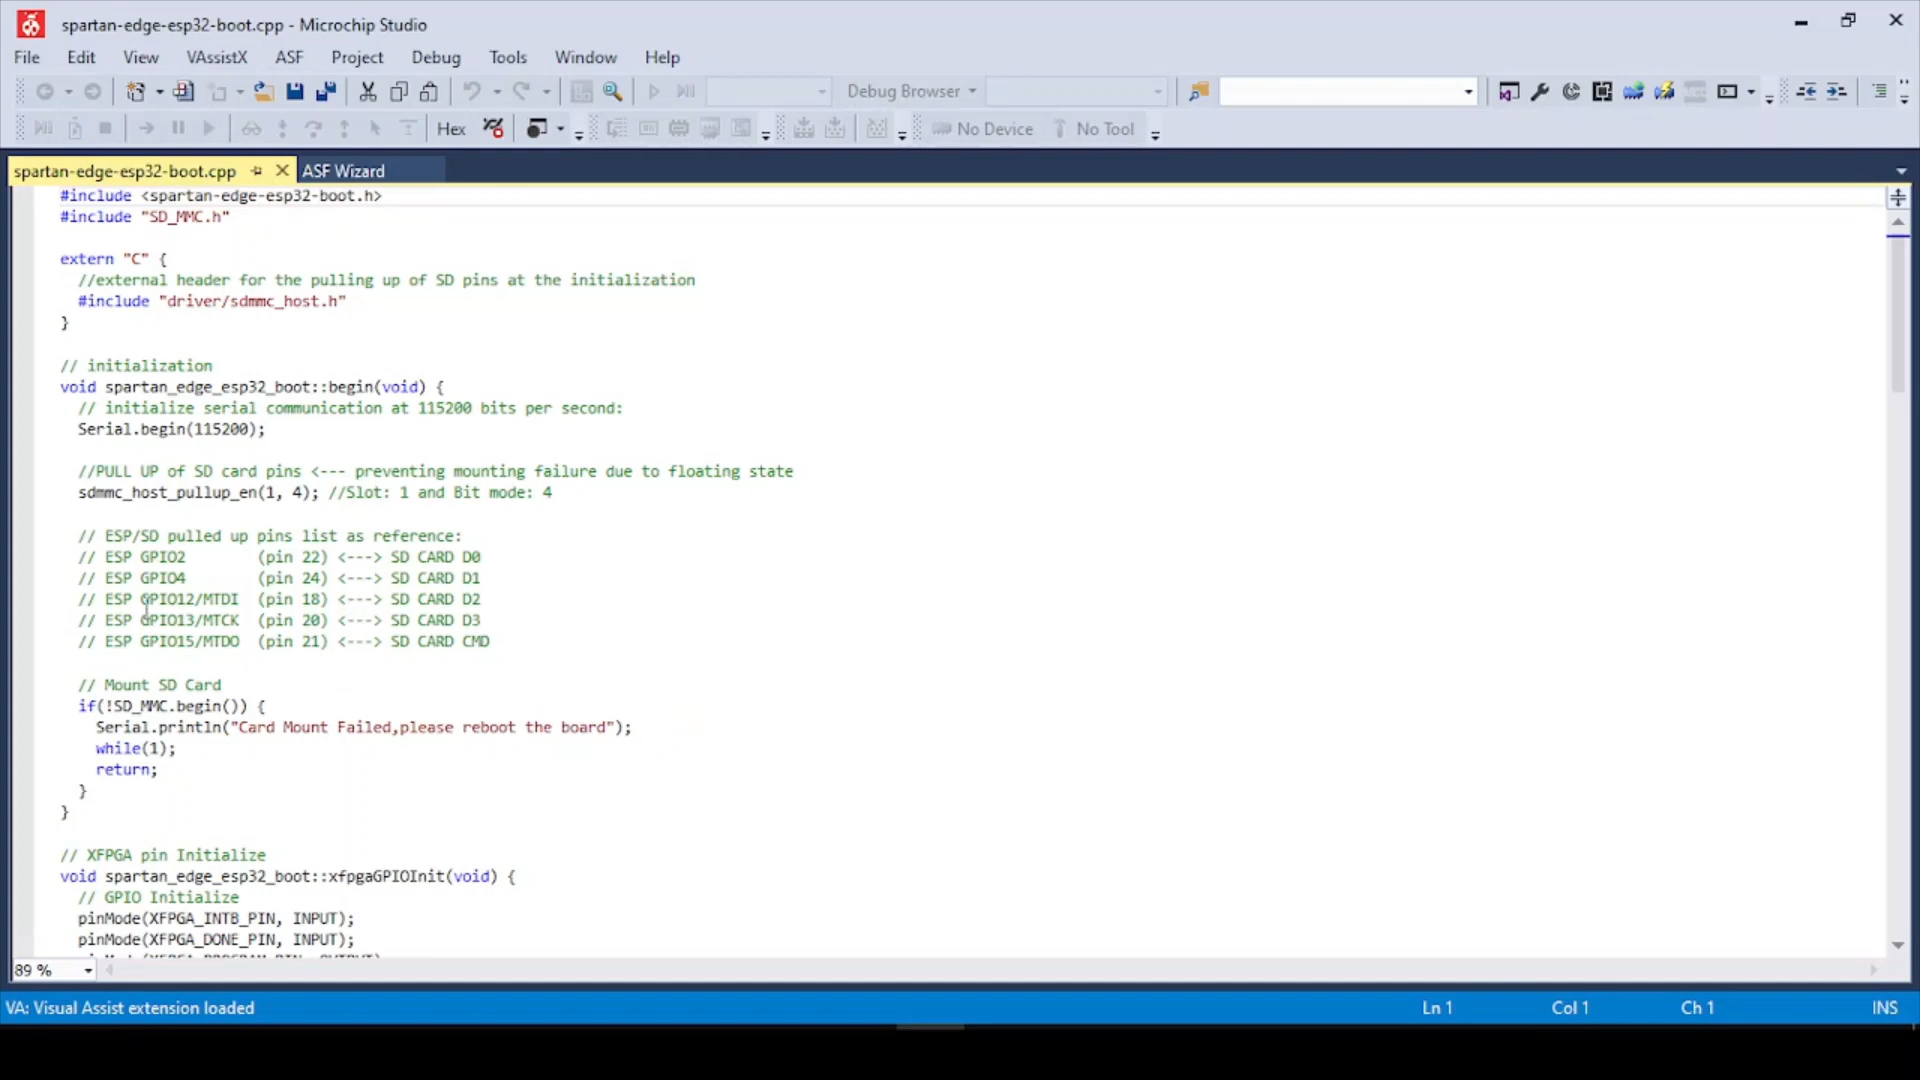 spartan-edge-esp32-boot.cpp - Microchip Studio
File Edit View VAssistX ASF Project Debug Tools Window Help
Debug Browser
Hex No Device No Tool
spartan-edge-esp32-boot.cpp ASF Wizard
#include <spartan-edge-esp32-boot.h>
#include "SD_MMC.h"
extern "C" {
//external header for the pulling up of SD pins at the initialization
#include "driver/sdmmc_host.h"
}
// initialization
void spartan_edge_esp32_boot::begin(void) {
// initialize serial communication at 115200 bits per second:
Serial.begin(115200);
//PULL UP of SD card pins <--- preventing mounting failure due to floating state
sdmmc_host_pullup_en(1, 4); //Slot: 1 and Bit mode: 4
// ESP/SD pulled up pins list as reference:
// ESP GPIO2 (pin 22) <---> SD CARD D0
// ESP GPIO4 (pin 24) <---> SD CARD D1
// ESP GPIO12/MTDI (pin 18) <---> SD CARD D2
// ESP GPIO13/MTCK (pin 20) <---> SD CARD D3
// ESP GPIO15/MTDO (pin 21) <---> SD CARD CMD
// Mount SD Card
if(!SD_MMC.begin()) {
Serial.println("Card Mount Failed,please reboot the board");
while(1);
return;
}
}
// XFPGA pin Initialize
void spartan_edge_esp32_boot::xfpgaGPIOInit(void) {
// GPIO Initialize
pinMode(XFPGA_INTB_PIN, INPUT);
pinMode(XFPGA_DONE_PIN, INPUT);
89 %
VA: Visual Assist extension loaded Ln 1 Col 1 Ch 1 INS